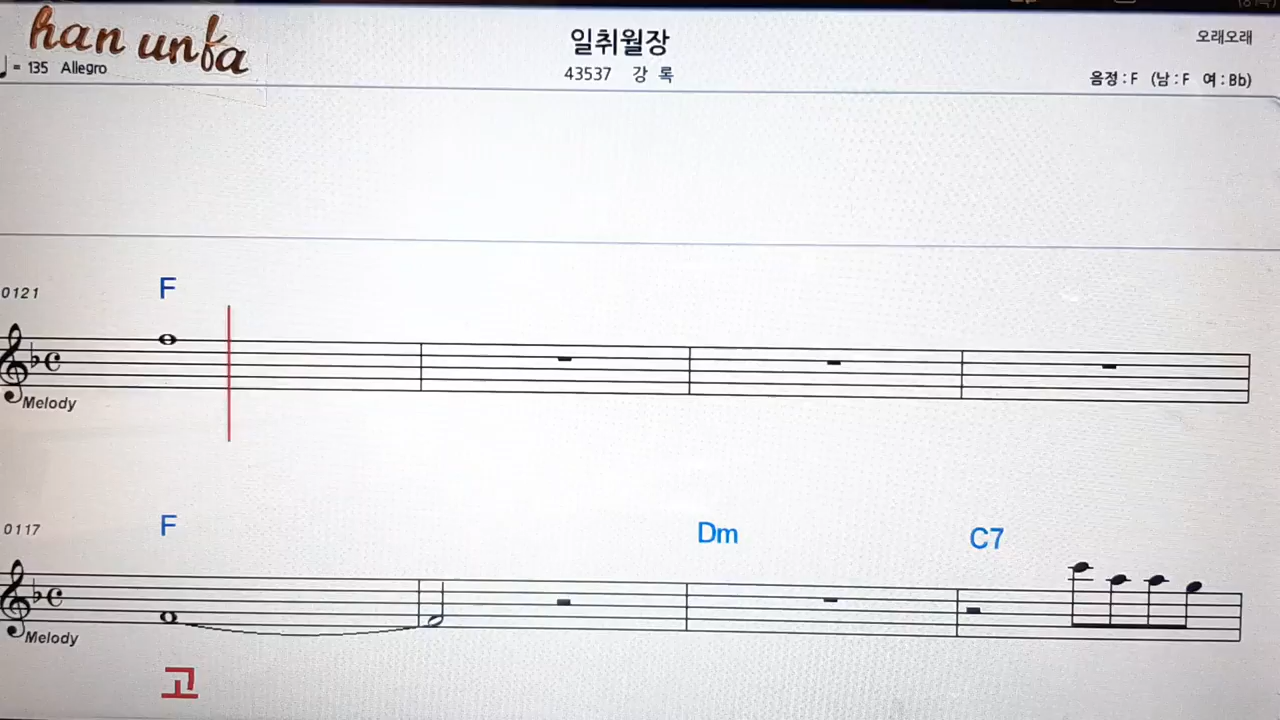 han unfa
일취월장
오래오래
♩ = 135 Allegro
43537 강 록
음정 : F (남 : F 여 : Bb)
F
0121
Melody
F
Dm
C7
0117
Melody
고